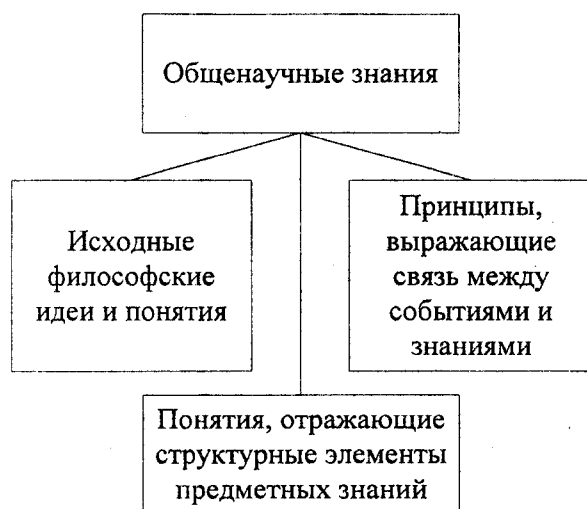 Общенаучные знания
Исходные
философские
идеи и понятия
Принципы,
выражающие
связь между
событиями и
знаниями
Понятия, отражающие
структурные элементы
предметных знаний